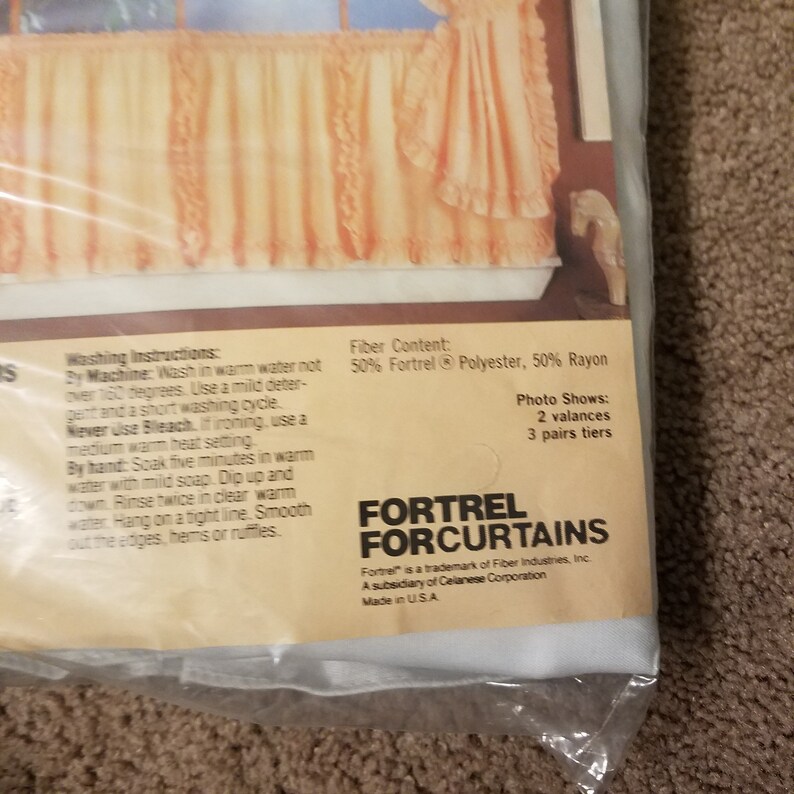 Washing Instructions:
By Machine: Wash in warm water not
over 160 degrees. Use a mild deter-
gent and a short washing cycle.
Never Use Bleach. If ironing, use a
medium warm heat setting.
By hand: Soak five minutes in warm
water with mild soap. Dip up and
down. Rinse twice in clear warm
water. Hang on a tight line. Smooth
out the edges, hems or ruffles.
Fiber Content:
50% Fortrel ® Polyester, 50% Rayon
Photo Shows:
2 valances
3 pairs tiers
FORTREL
FORCURTAINS
Fortrel® is a trademark of Fiber Industries, Inc.
A subsidiary of Celanese Corporation
Made in U.S.A.